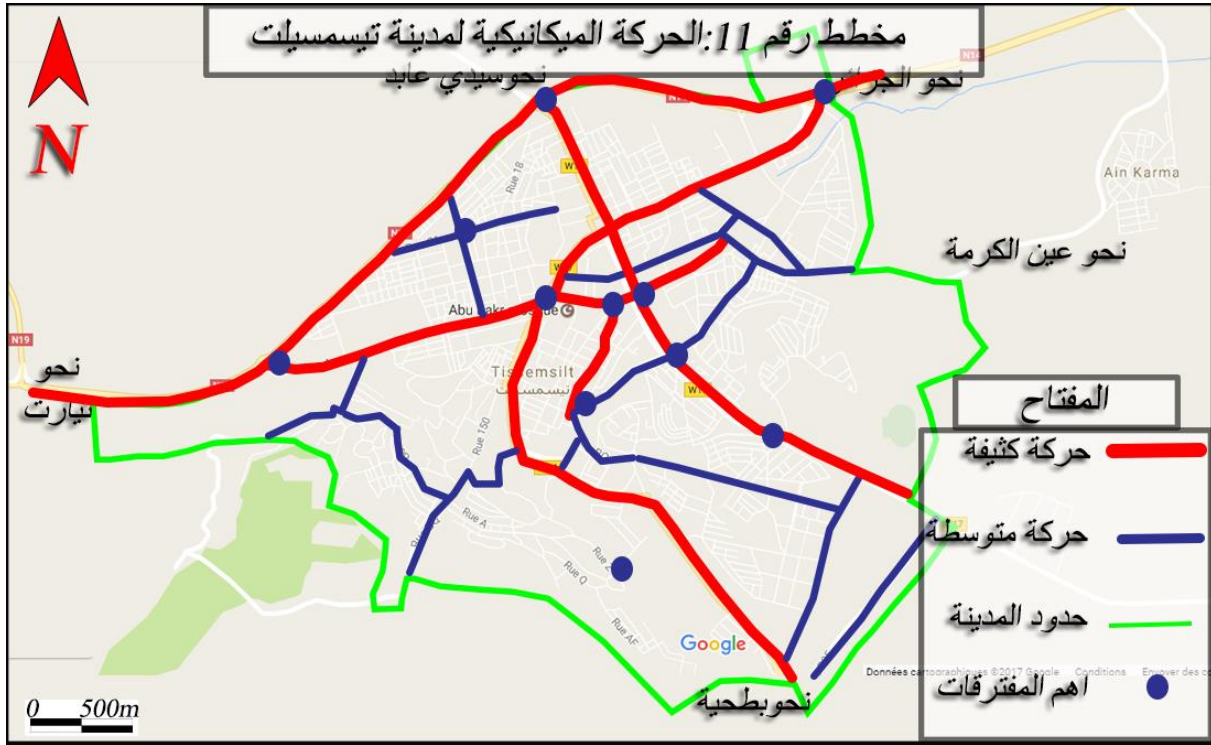 مخطط رقم 11:الحركة الميكانيكية لمدينة تيسمسيلت
N
نحوسيدي عابد
نحو الجزائر
N14
Rue 18
Ain Karma
نحو عين الكرمة
Abu Bakr Mosque
N19
Tissemsilt
تيسمسيلت
نحو
تيارت
Rue 150
Rue A
Rue Q
Rue AF
المفتاح
حركة كثيفة
حركة متوسطة
حدود المدينة
اهم المفترقات
Google
Données cartographiques ©2017 Google Conditions
نحوبطحية
0 500m